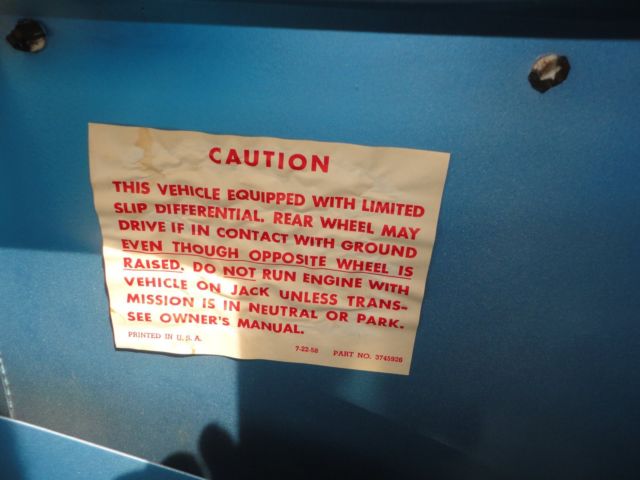 CAUTION
THIS VEHICLE EQUIPPED WITH LIMITED
SLIP DIFFERENTIAL. REAR WHEEL MAY
DRIVE IF IN CONTACT WITH GROUND
EVEN THOUGH OPPOSITE WHEEL IS
RAISED. DO NOT RUN ENGINE WITH
VEHICLE ON JACK UNLESS TRANS-
MISSION IS IN NEUTRAL OR PARK.
SEE OWNER'S MANUAL.
PRINTED IN U. S. A. 7-22-58 PART NO. 3745926